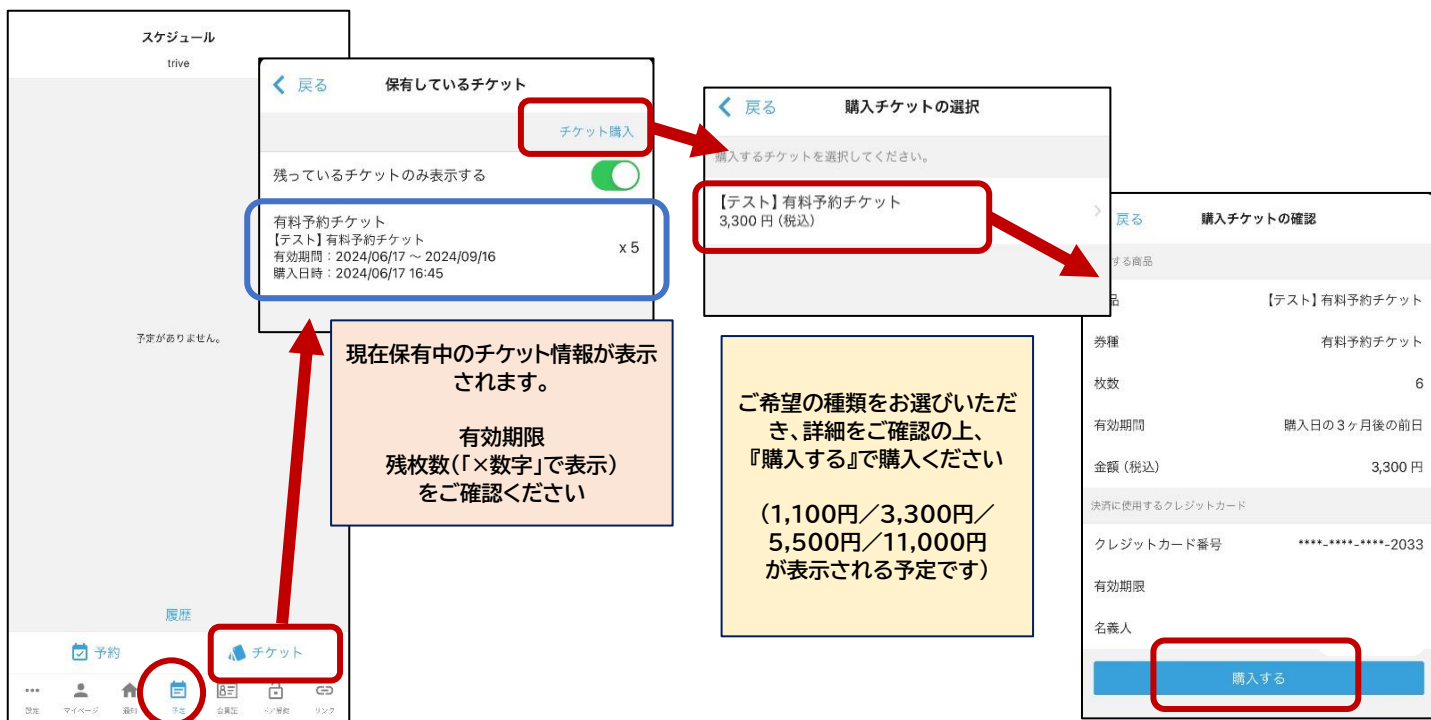 スケジュール
trive
予定がありません。
履歴
予約
チケット
設定
マイページ
通知
予定
会員証
ドア解錠
リンク
戻る
保有しているチケット
チケット購入
残っているチケットのみ表示する
有料予約チケット
【テスト】有料予約チケット
有効期間：2024/06/17 ～ 2024/09/16
購入日時：2024/06/17 16:45
x 5
現在保有中のチケット情報が表示
されます。
有効期限
残枚数(「×数字」で表示)
をご確認ください
戻る
購入チケットの選択
購入するチケットを選択してください。
【テスト】有料予約チケット
3,300 円 (税込)
ご希望の種類をお選びいただ
き、詳細をご確認の上、
『購入する』で購入ください
(1,100円／3,300円／
5,500円／11,000円
が表示される予定です)
戻る
購入チケットの確認
する商品
品
【テスト】有料予約チケット
券種
有料予約チケット
枚数
6
有効期間
購入日の3ヶ月後の前日
金額 (税込)
3,300 円
決済に使用するクレジットカード
クレジットカード番号
****-****-****-2033
有効期限
名義人
購入する